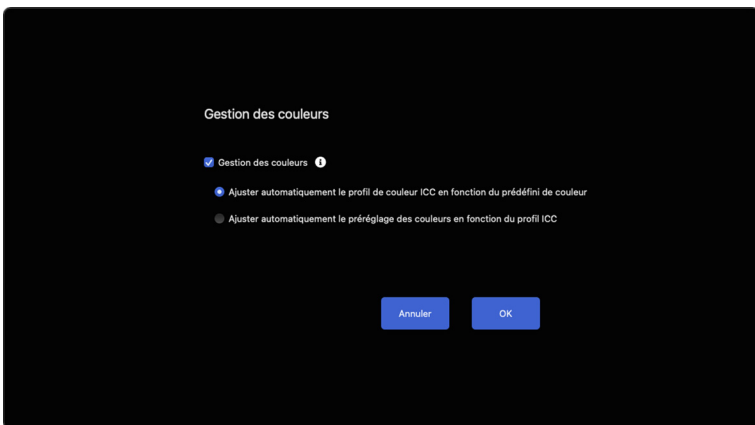 Gestion des couleurs
Gestion des couleurs
Ajuster automatiquement le profil de couleur ICC en fonction du prédéfini de couleur
Ajuster automatiquement le préréglage des couleurs en fonction du profil ICC
Annuler OK